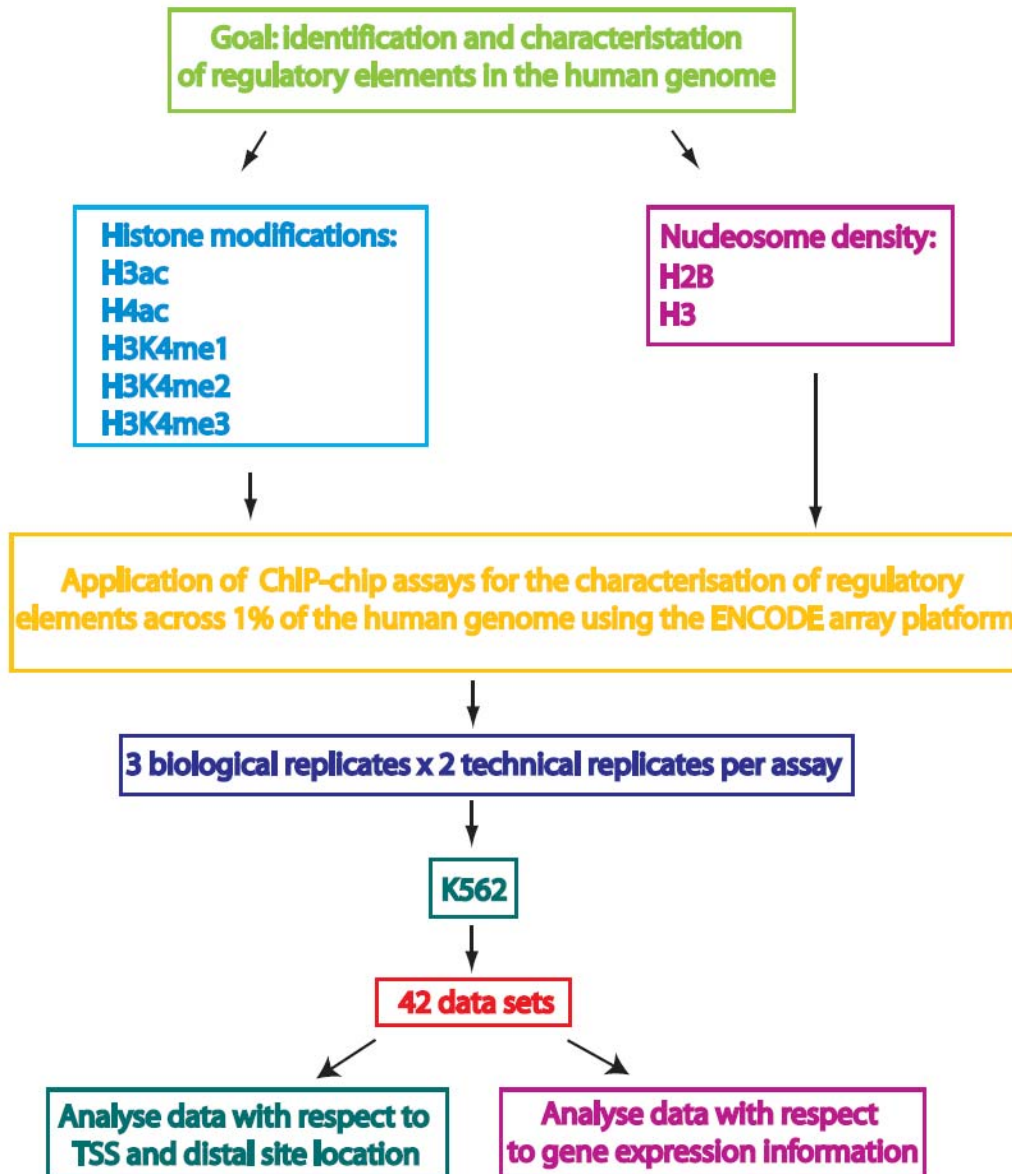 Goal: identification and characteristation
of regulatory elements in the human genome
Histone modifications:
H3ac
H4ac
H3K4me1
H3K4me2
H3K4me3
Nucleosome density:
H2B
H3
Application of ChIP-chip assays for the characterisation of regulatory
elements across 1% of the human genome using the ENCODE array platform
3 biological replicates x 2 technical replicates per assay
K562
42 data sets
Analyse data with respect to
TSS and distal site location
Analyse data with respect
to gene expression information